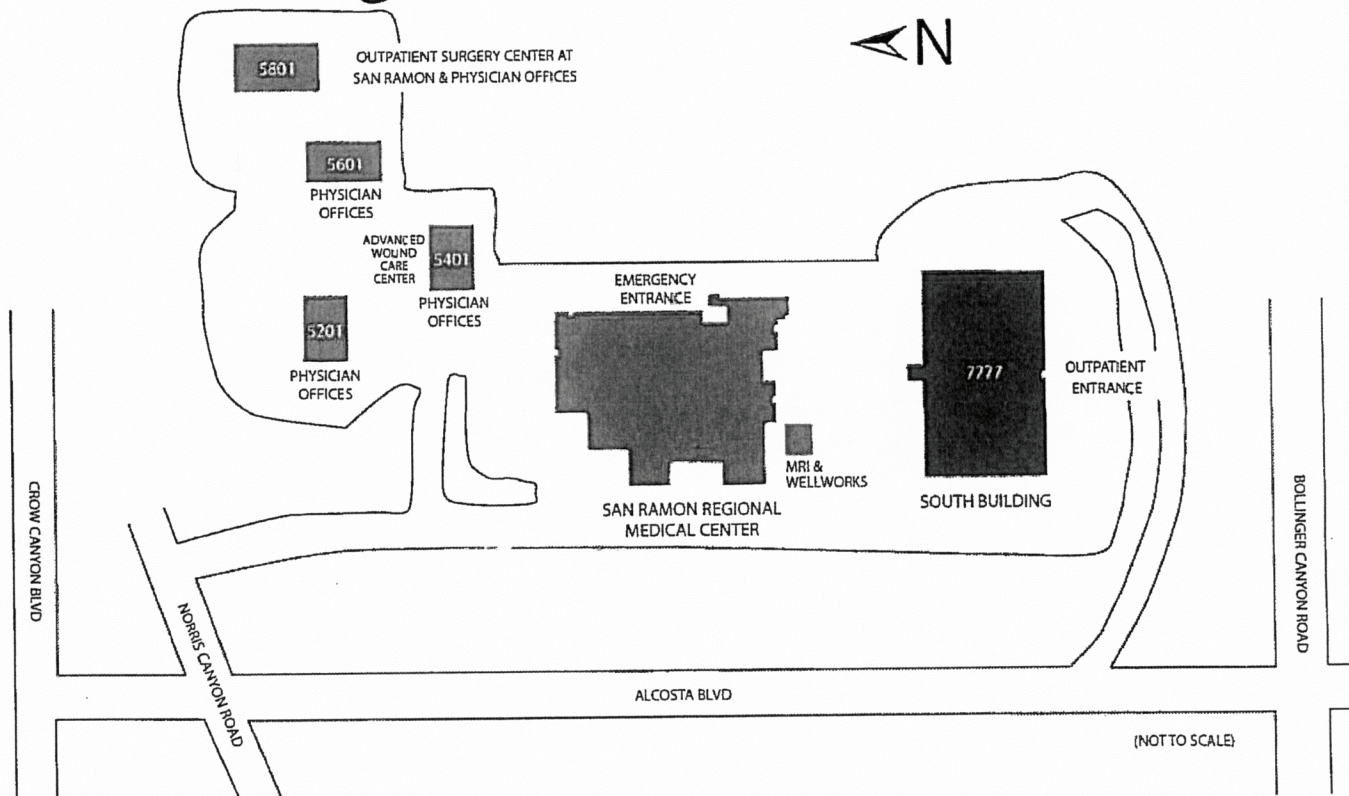 N
5801
OUTPATIENT SURGERY CENTER AT
SAN RAMON & PHYSICIAN OFFICES
5601
PHYSICIAN
OFFICES
ADVANCED
WOUND
CARE
CENTER
5401
PHYSICIAN
OFFICES
5201
PHYSICIAN
OFFICES
EMERGENCY
ENTRANCE
SAN RAMON REGIONAL
MEDICAL CENTER
MRI &
WELLWORKS
7777
SOUTH BUILDING
OUTPATIENT
ENTRANCE
CROW CANYON BLVD
NORRIS CANYON ROAD
ALCOSTA BLVD
BOLLINGER CANYON ROAD
(NOT TO SCALE)